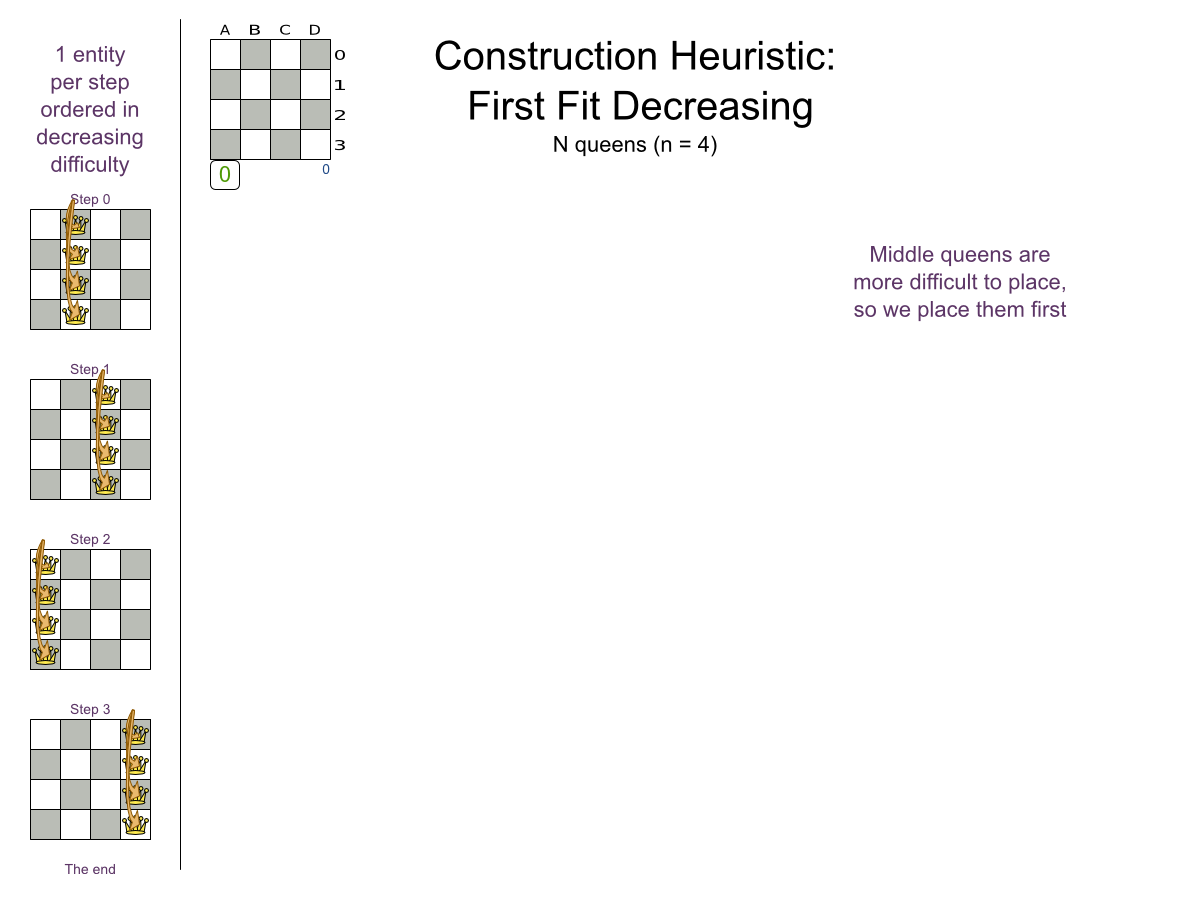 1 entity
per step
ordered in
decreasing
difficulty
Step 0
Step 1
Step 2
Step 3
The end
A B C D
0
1
2
3
0
0
Construction Heuristic:
First Fit Decreasing
N queens (n = 4)
Middle queens are
more difficult to place,
so we place them first